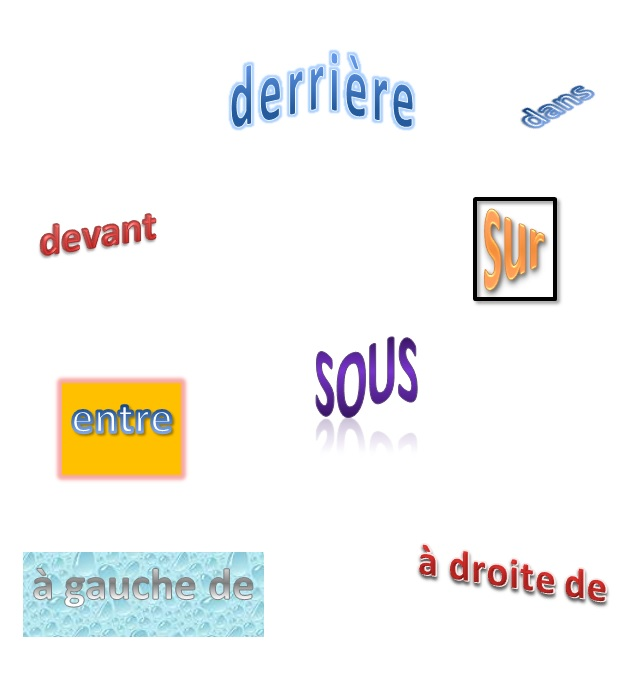 derrière
dans
devant
sur
sous
entre
à gauche de
à droite de